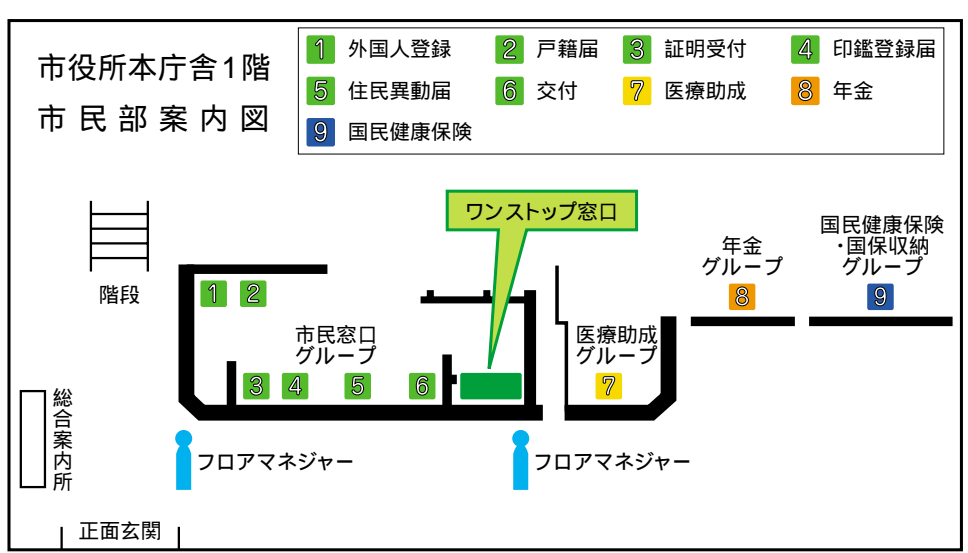 市役所本庁舎1階
市民部案内図
1 外国人登録 2 戸籍届 3 証明受付 4 印鑑登録届
5 住民異動届 6 交付 7 医療助成 8 年金
9 国民健康保険
ワンストップ窓口
国民健康保険
・国保収納
グループ
年金
グループ
階段
1 2
8
9
市民窓口
グループ
医療助成
グループ
3 4 5 6
7
総合案内所
フロアマネジャー
フロアマネジャー
正面玄関